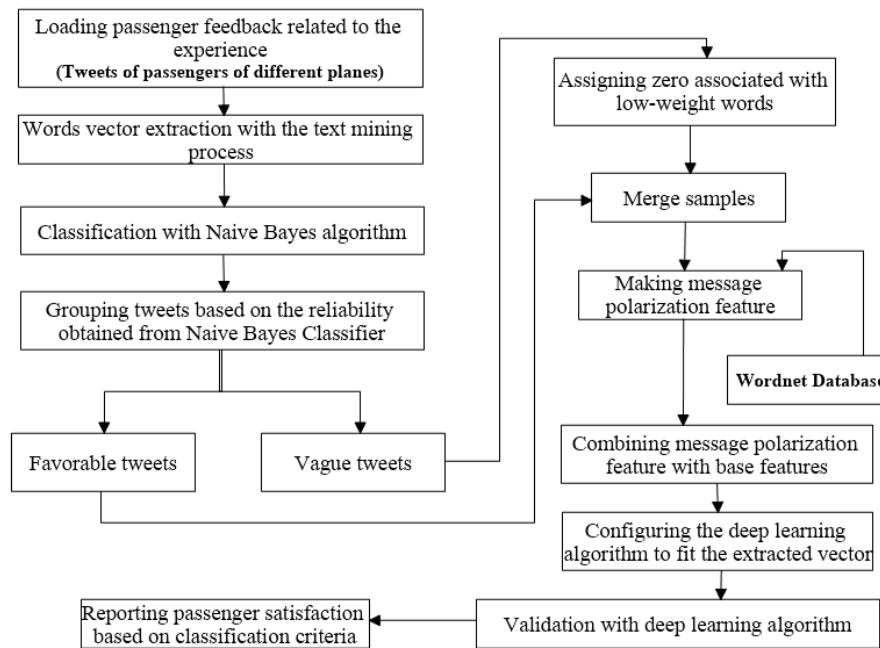 Loading passenger feedback related to the
experience
(Tweets of passengers of different planes)
Words vector extraction with the text mining
process
Classification with Naive Bayes algorithm
Grouping tweets based on the reliability
obtained from Naive Bayes Classifier
Favorable tweets
Vague tweets
Assigning zero associated with
low-weight words
Merge samples
Making message
polarization feature
Wordnet Database
Combining message polarization
feature with base features
Configuring the deep learning
algorithm to fit the extracted vector
Validation with deep learning algorithm
Reporting passenger satisfaction
based on classification criteria